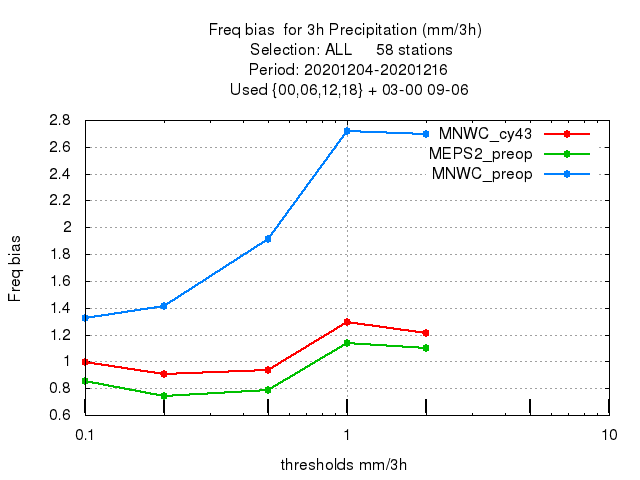 Freq bias  for 3h Precipitation (mm/3h)
Selection: ALL     58 stations
Period: 20201204-20201216
Used {00,06,12,18} + 03-00 09-06
MNWC_cy43
MEPS2_preop
MNWC_preop
Freq bias
2.8
2.6
2.4
2.2
2
1.8
1.6
1.4
1.2
1
0.8
0.6
0.1
1
10
thresholds mm/3h